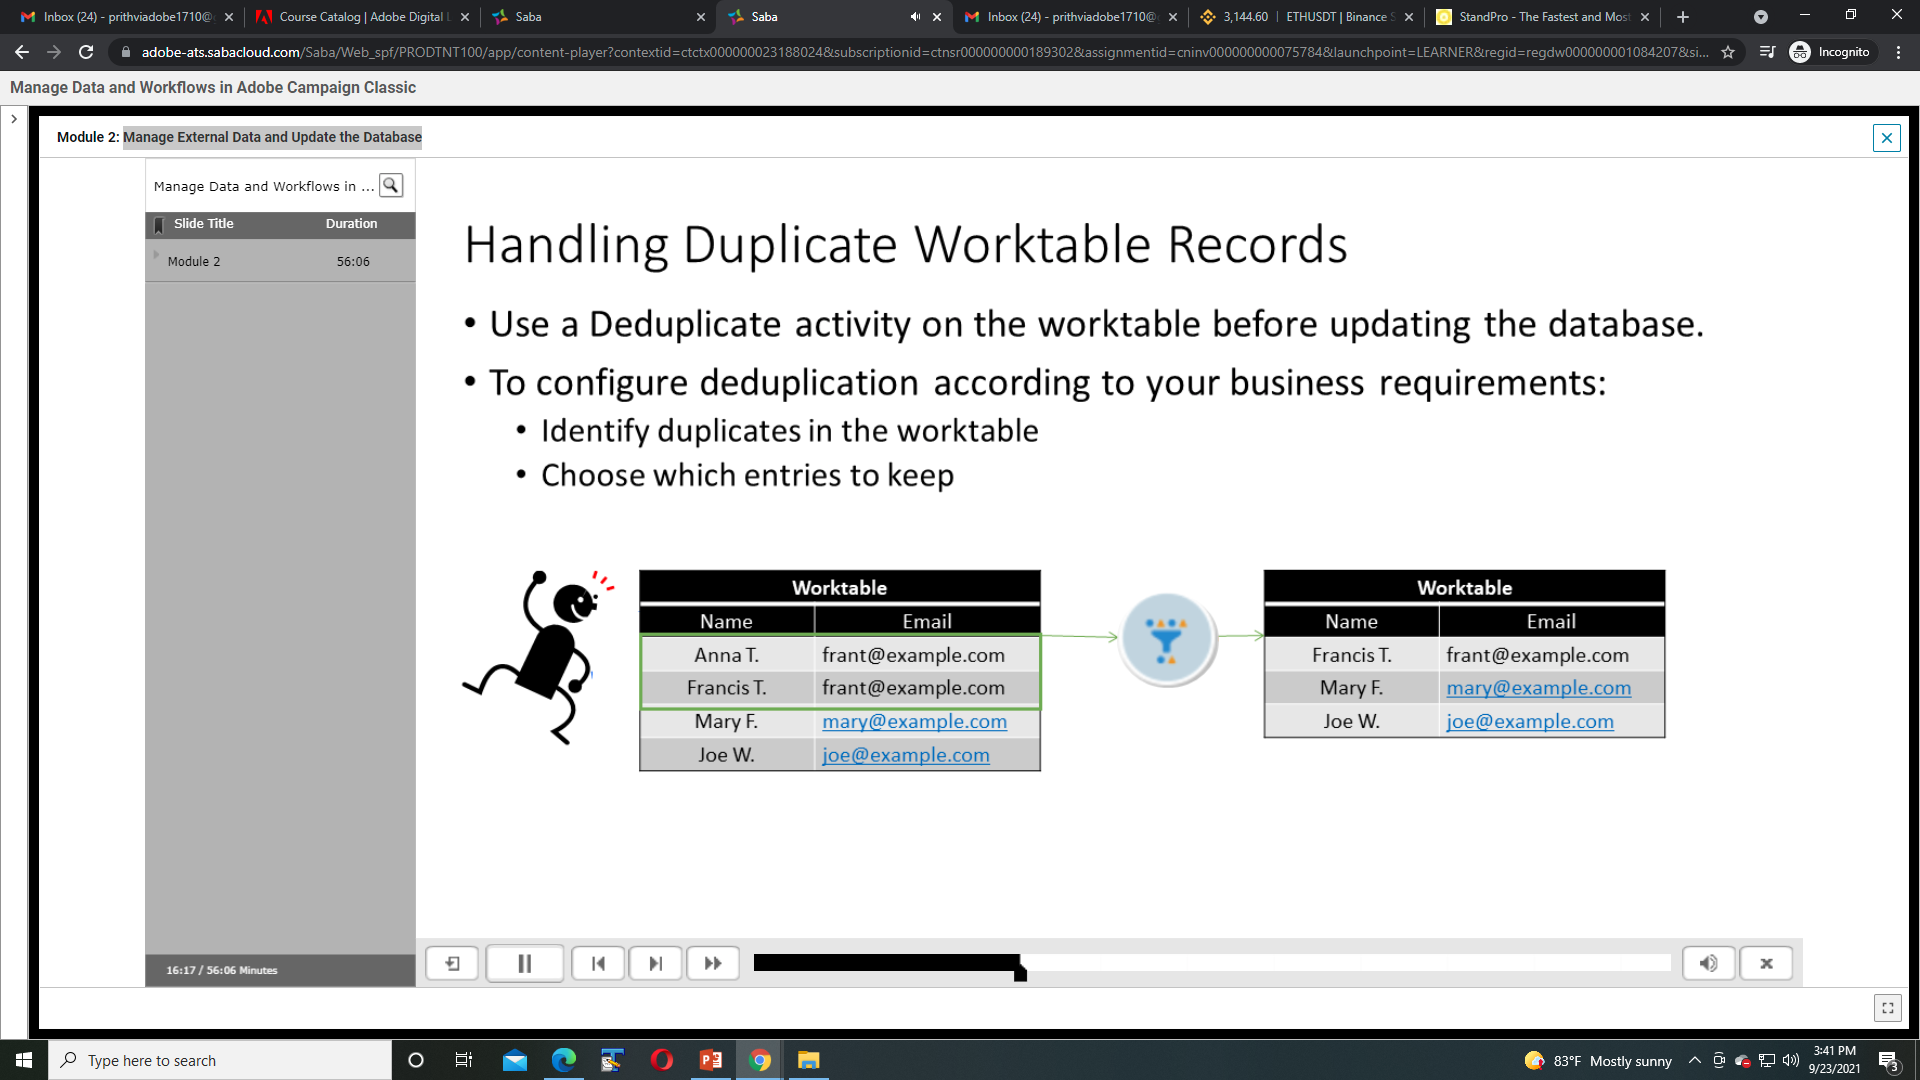 Inbox (24) - prithviadobe1710@
Course Catalog | Adobe Digital L
Saba
Saba
Inbox (24) - prithviadobe1710@
3,144.60 | ETHUSDT | Binance S
StandPro - The Fastest and Most
adobe-ats.sabacloud.com/Saba/Web_spf/PRODTNT100/app/content-player?contextid=ctctx000000023188024&subscriptionid=ctnsr0000000001893​02&assignmentid=cninv000000000075784&launchpoint=LEARNER&regid=regdw000000001084207&si...
Incognito
Manage Data and Workflows in Adobe Campaign Classic
Module 2: Manage External Data and Update the Database
Manage Data and Workflows in ...
Slide Title Duration
Module 2 56:06
Handling Duplicate Worktable Records
• Use a Deduplicate activity on the worktable before updating the database.
• To configure deduplication according to your business requirements:
• Identify duplicates in the worktable
• Choose which entries to keep
Worktable
Name Email
Anna T. frant@example.com
Francis T. frant@example.com
Mary F. mary@example.com
Joe W. joe@example.com
Worktable
Name Email
Francis T. frant@example.com
Mary F. mary@example.com
Joe W. joe@example.com
16:17 / 56:06 Minutes
Type here to search
83°F Mostly sunny
3:41 PM
9/23/2021
3